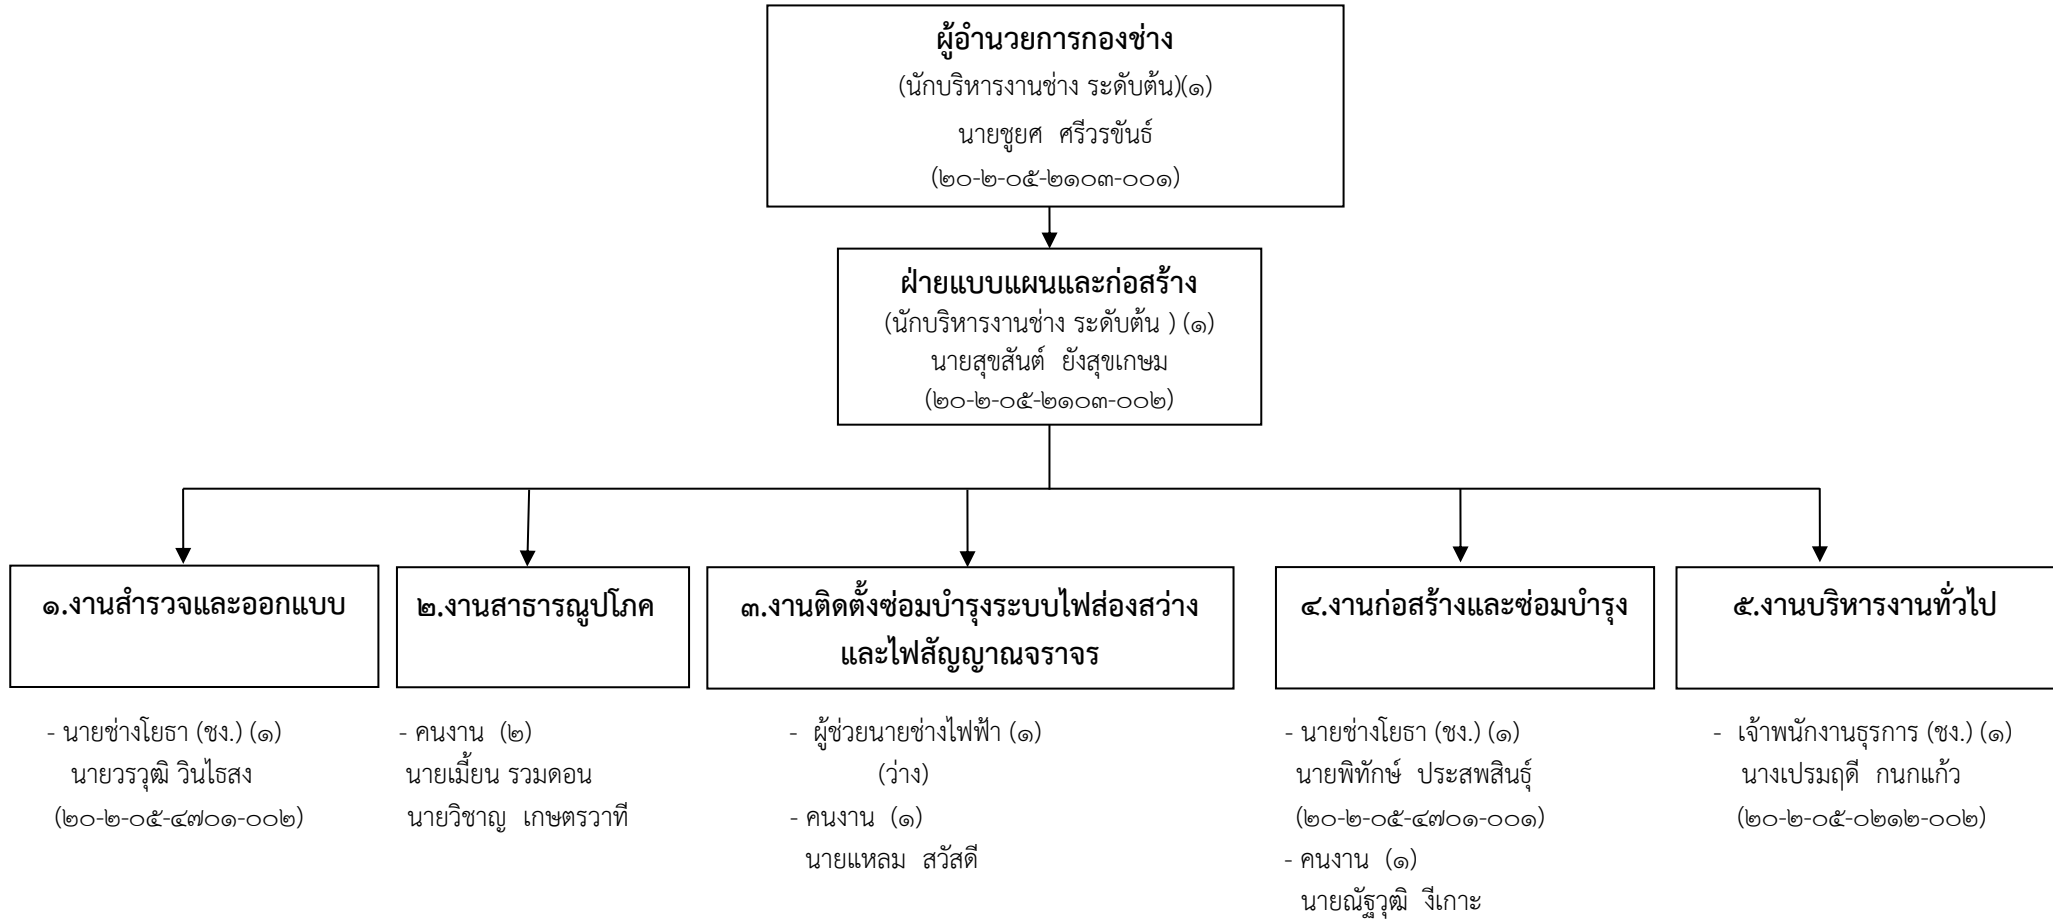 ผู้อำนวยการกองช่าง
(นักบริหารงานช่าง ระดับต้น)(๑)
นายชูยศ ศรีวรขันธ์
(๒๐-๒-๐๕-๒๑๐๓-๐๐๑)
ฝ่ายแบบแผนและก่อสร้าง
(นักบริหารงานช่าง ระดับต้น ) (๑)
นายสุขสันต์ ยังสุขเกษม
(๒๐-๒-๐๕-๒๑๐๓-๐๐๒)
๑.งานสำรวจและออกแบบ
- นายช่างโยธา (ชง.) (๑)
นายวรวุฒิ วินไธสง
(๒๐-๒-๐๕-๔๗๐๑-๐๐๒)
๒.งานสาธารณูปโภค
- คนงาน (๒)
นายเมี้ยน รวมดอน
นายวิชาญ เกษตรวาที
๓.งานติดตั้งซ่อมบำรุงระบบไฟส่องสว่าง
และไฟสัญญาณจราจร
- ผู้ช่วยนายช่างไฟฟ้า (๑)
(ว่าง)
- คนงาน (๑)
นายแหลม สวัสดี
๔.งานก่อสร้างและซ่อมบำรุง
- นายช่างโยธา (ชง.) (๑)
นายพิทักษ์ ประสพสินธุ์
(๒๐-๒-๐๕-๔๗๐๑-๐๐๑)
- คนงาน (๑)
นายณัฐวุฒิ งีเกาะ
๕.งานบริหารงานทั่วไป
- เจ้าพนักงานธุรการ (ชง.) (๑)
นางเปรมฤดี กนกแก้ว
(๒๐-๒-๐๕-๐๒๑๒-๐๐๒)